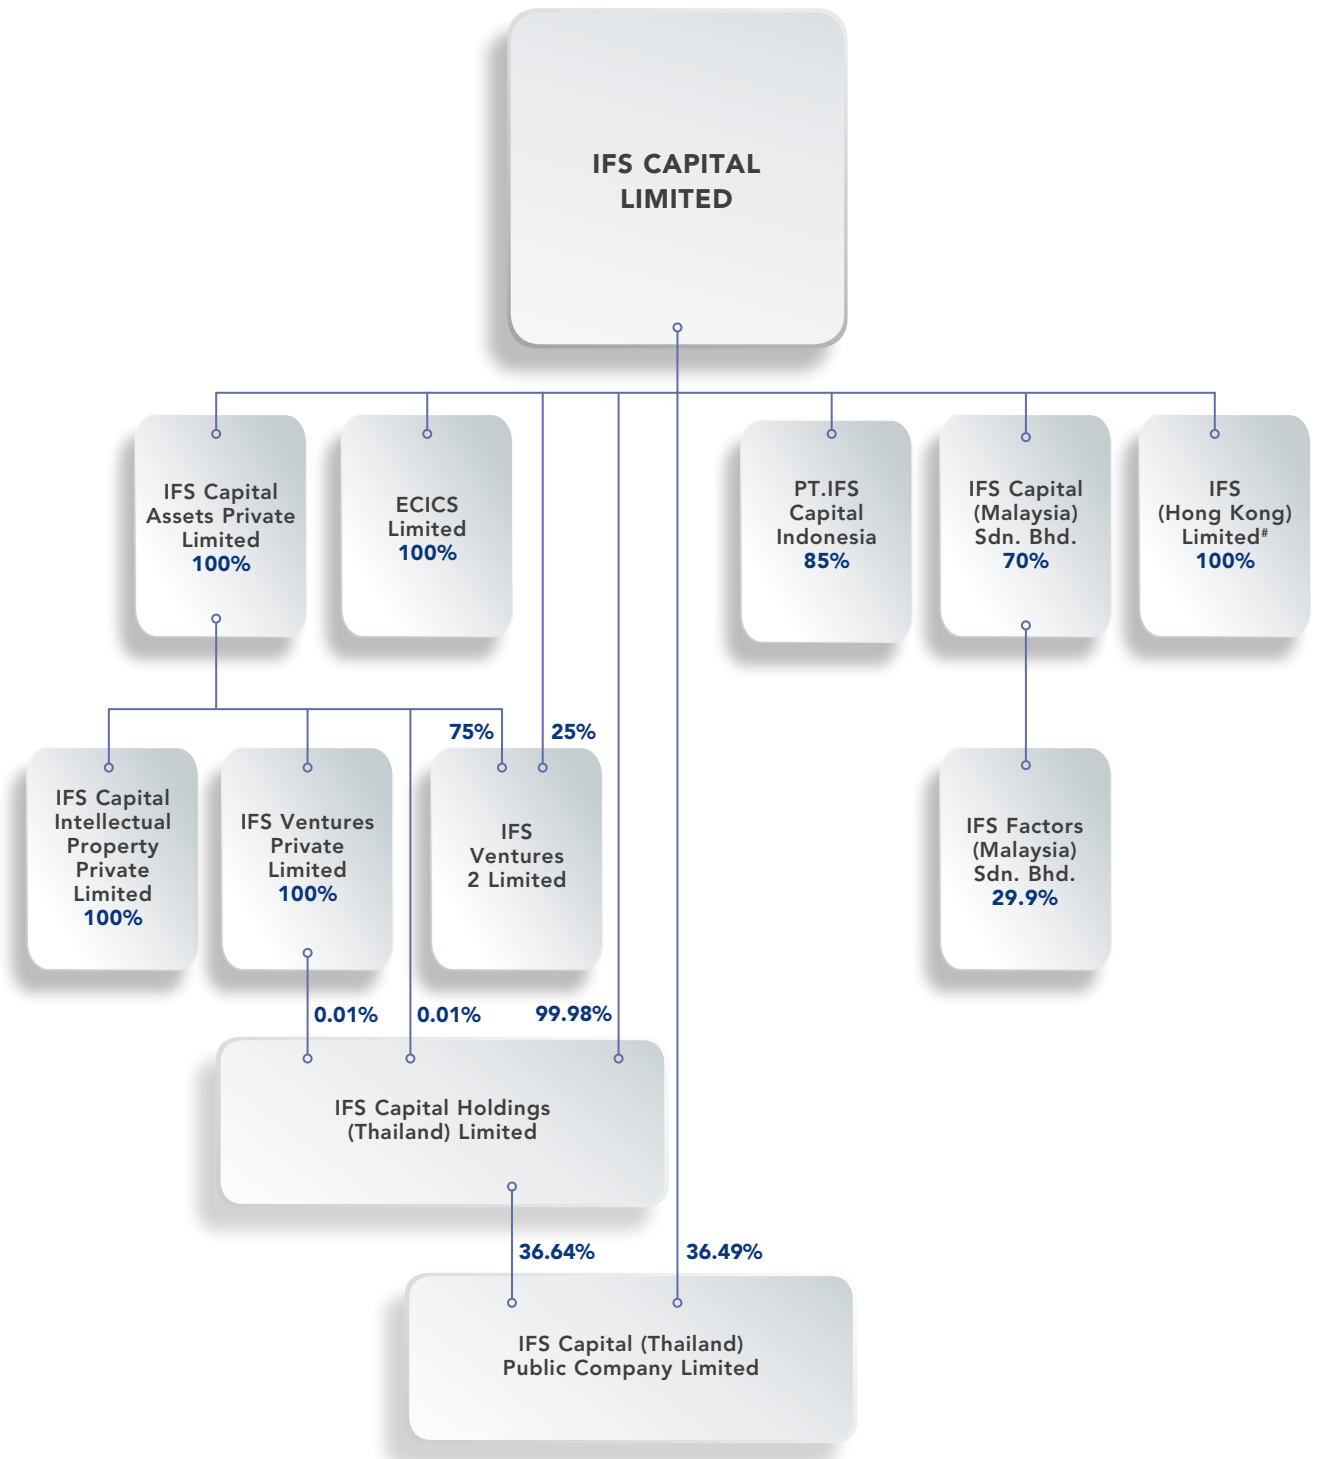 IFS CAPITAL
LIMITED
IFS Capital
Assets Private
Limited
100%
ECICS
Limited
100%
PT.IFS
Capital
Indonesia
85%
IFS Capital
(Malaysia)
Sdn. Bhd.
70%
IFS
(Hong Kong)
Limited#
100%
75%
25%
IFS Capital
Intellectual
Property
Private
Limited
100%
IFS Ventures
Private
Limited
100%
IFS
Ventures
2 Limited
IFS Factors
(Malaysia)
Sdn. Bhd.
29.9%
0.01%
0.01%
99.98%
IFS Capital Holdings
(Thailand) Limited
36.64%
36.49%
IFS Capital (Thailand)
Public Company Limited